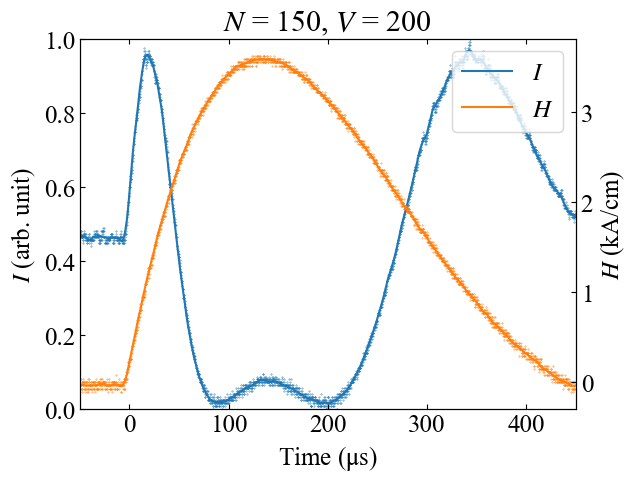 N = 150, V = 200
1.0
0.8
0.6
0.4
0.2
0.0
I (arb. unit)
I
H
3
2
1
0
H (kA/cm)
0
100
200
300
400
Time (μs)